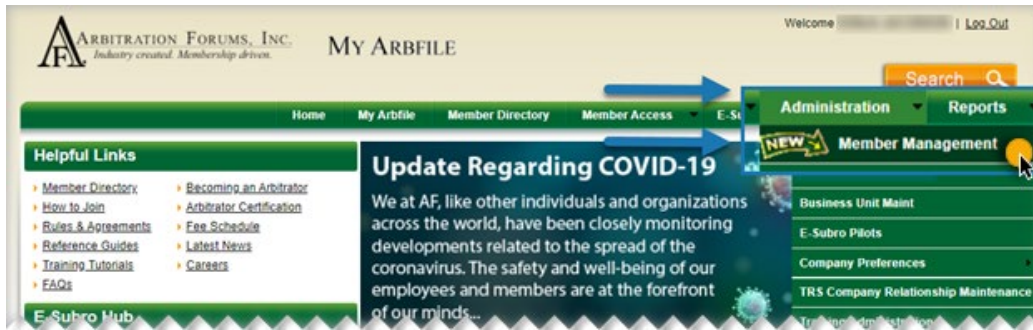 Welcome | Log Out
ARBITRATION FORUMS, INC.
Industry created. Membership driven.
AF
MY ARBFILE
Search
Home My Arbfile Member Directory Member Access E-Su
Administration Reports
NEW Member Management
Helpful Links
Member Directory Becoming an Arbitrator
How to Join Arbitrator Certification
Rules & Agreements Fee Schedule
Reference Guides Latest News
Training Tutorials Careers
FAQs
E-Subro Hub
Update Regarding COVID-19
We at AF, like other individuals and organizations
across the world, have been closely monitoring
developments related to the spread of the
coronavirus. The safety and well-being of our
employees and members are at the forefront
of our minds...
Business Unit Maint
E-Subro Pilots
Company Preferences
TRS Company Relationship Maintenance
Training Administration